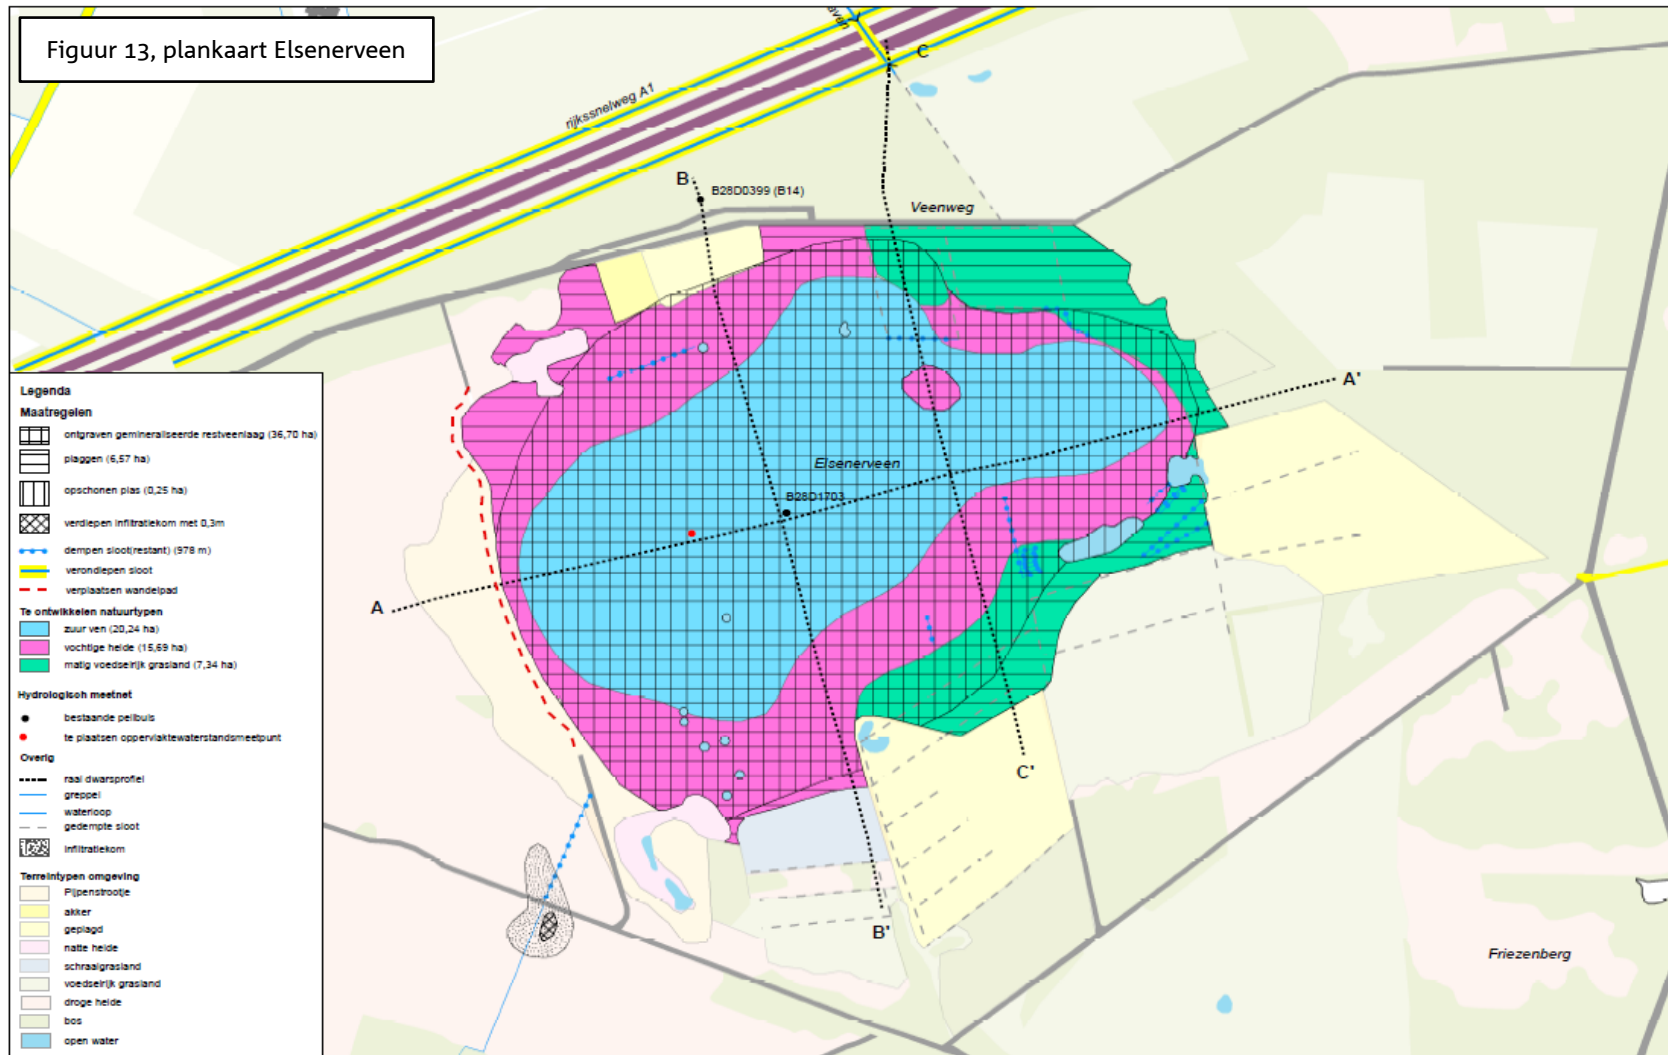 Figuur 13, plankaart Elsenerveen
rijkssnelweg A1
C
B
B28D0399 (B14)
Veenweg
A'
Elsenerveen
B28D1703
A
C'
B'
Friezenberg
Legenda
Maatregelen
ontgraven gemineraliseerde restveenlaag (36,70 ha)
plaggen (6,57 ha)
opschonen plas (0,25 ha)
verdiepen infiltratiekom met 0,3m
dempen sloot(restant) (978 m)
verondiepen sloot
verplaatsen wandelpad
Te ontwikkelen natuurtypen
zuur ven (20,24 ha)
vochtige heide (15,69 ha)
matig voedselrijk grasland (7,34 ha)
Hydrologisch meetnet
bestaande peilbuis
te plaatsen oppervlaktewaterstandsmeetpunt
Overig
raai dwarsprofiel
greppel
waterloop
gedempte sloot
infiltratiekom
Terreintypen omgeving
Pijpenstrootje
akker
geplagd
natte heide
schraalgrasland
voedselrijk grasland
droge heide
bos
open water